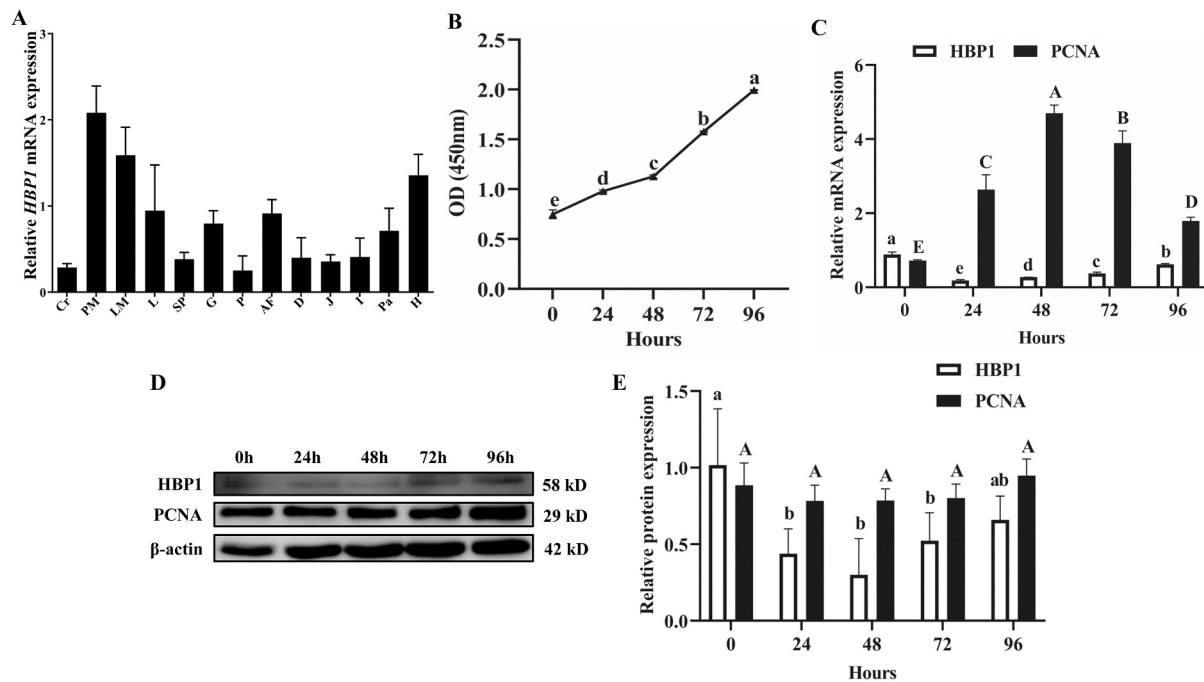 A
Relative HBP1 mRNA expression
3
2
1
0
Cr PM LM L SP G P AF D J I Pa H
B
OD (450nm)
2.5
2.0
1.5
1.0
0.5
0.0
e d c b a
0 24 48 72 96
Hours
C
HBP1 PCNA
Relative mRNA expression
6
4
2
0
a E e C d A c B b D
0 24 48 72 96
Hours
D
0h 24h 48h 72h 96h
HBP1 58 kD
PCNA 29 kD
β-actin 42 kD
E
HBP1
PCNA
Relative protein expression
1.5
1.0
0.5
0.0
a A b A b A b A ab A
0 24 48 72 96
Hours